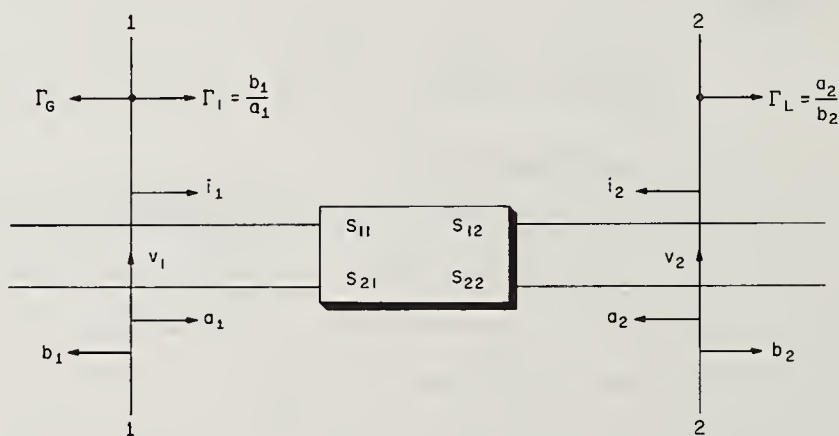 1 2
Γ_G Γ_1 = b_1/a_1 Γ_L = a_2/b_2
i_1 i_2
S_11 S_12
v_1 v_2
S_21 S_22
a_1 a_2
b_1 b_2
1 2